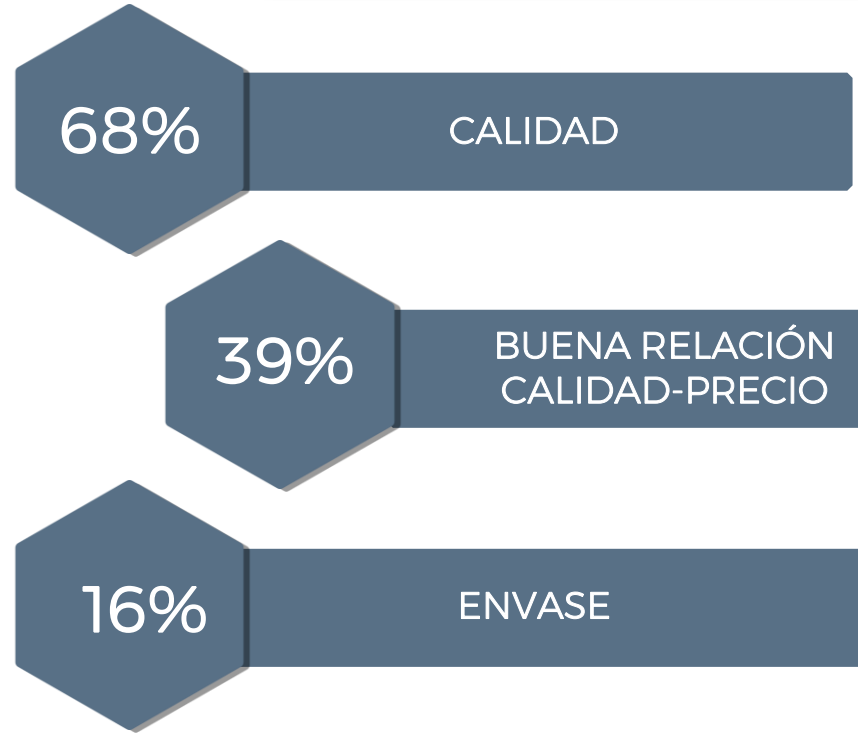 68%
CALIDAD
39%
BUENA RELACIÓN
CALIDAD-PRECIO
16%
ENVASE